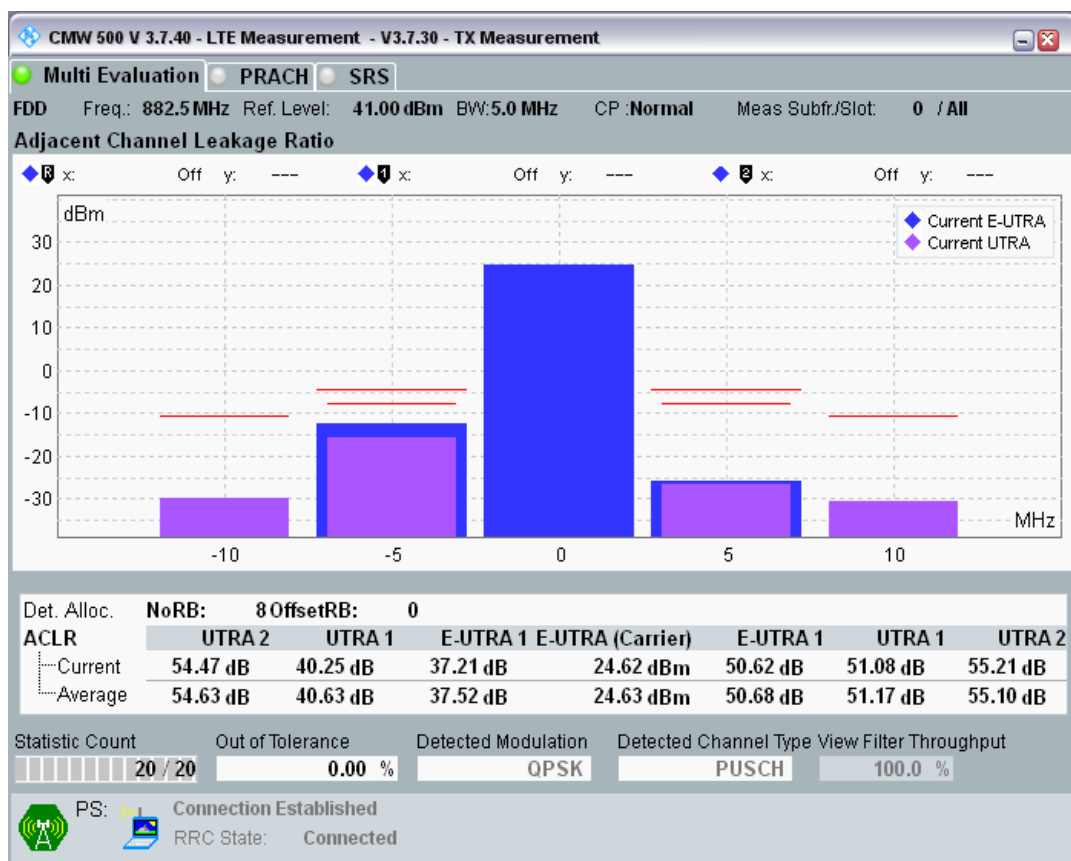 CMW 500 V 3.7.40 - LTE Measurement - V3.7.30 - TX Measurement
Multi Evaluation PRACH SRS
FDD Freq.: 882.5 MHz Ref. Level: 41.00 dBm BW:5.0 MHz CP :Normal Meas Subfr./Slot: 0 / All
Adjacent Channel Leakage Ratio
R x: Off y: --- 1 x: Off y: --- 2 x: Off y: ---
dBm
Current E-UTRA
Current UTRA
30
20
10
0
-10
-20
-30
MHz
-10 -5 0 5 10
Det. Alloc. NoRB: 8 OffsetRB: 0
ACLR UTRA 2 UTRA 1 E-UTRA 1 E-UTRA (Carrier) E-UTRA 1 UTRA 1 UTRA 2
Current 54.47 dB 40.25 dB 37.21 dB 24.62 dBm 50.62 dB 51.08 dB 55.21 dB
Average 54.63 dB 40.63 dB 37.52 dB 24.63 dBm 50.68 dB 51.17 dB 55.10 dB
Statistic Count Out of Tolerance Detected Modulation Detected Channel Type View Filter Throughput
20 / 20 0.00 % QPSK PUSCH 100.0 %
PS: Connection Established
RRC State: Connected